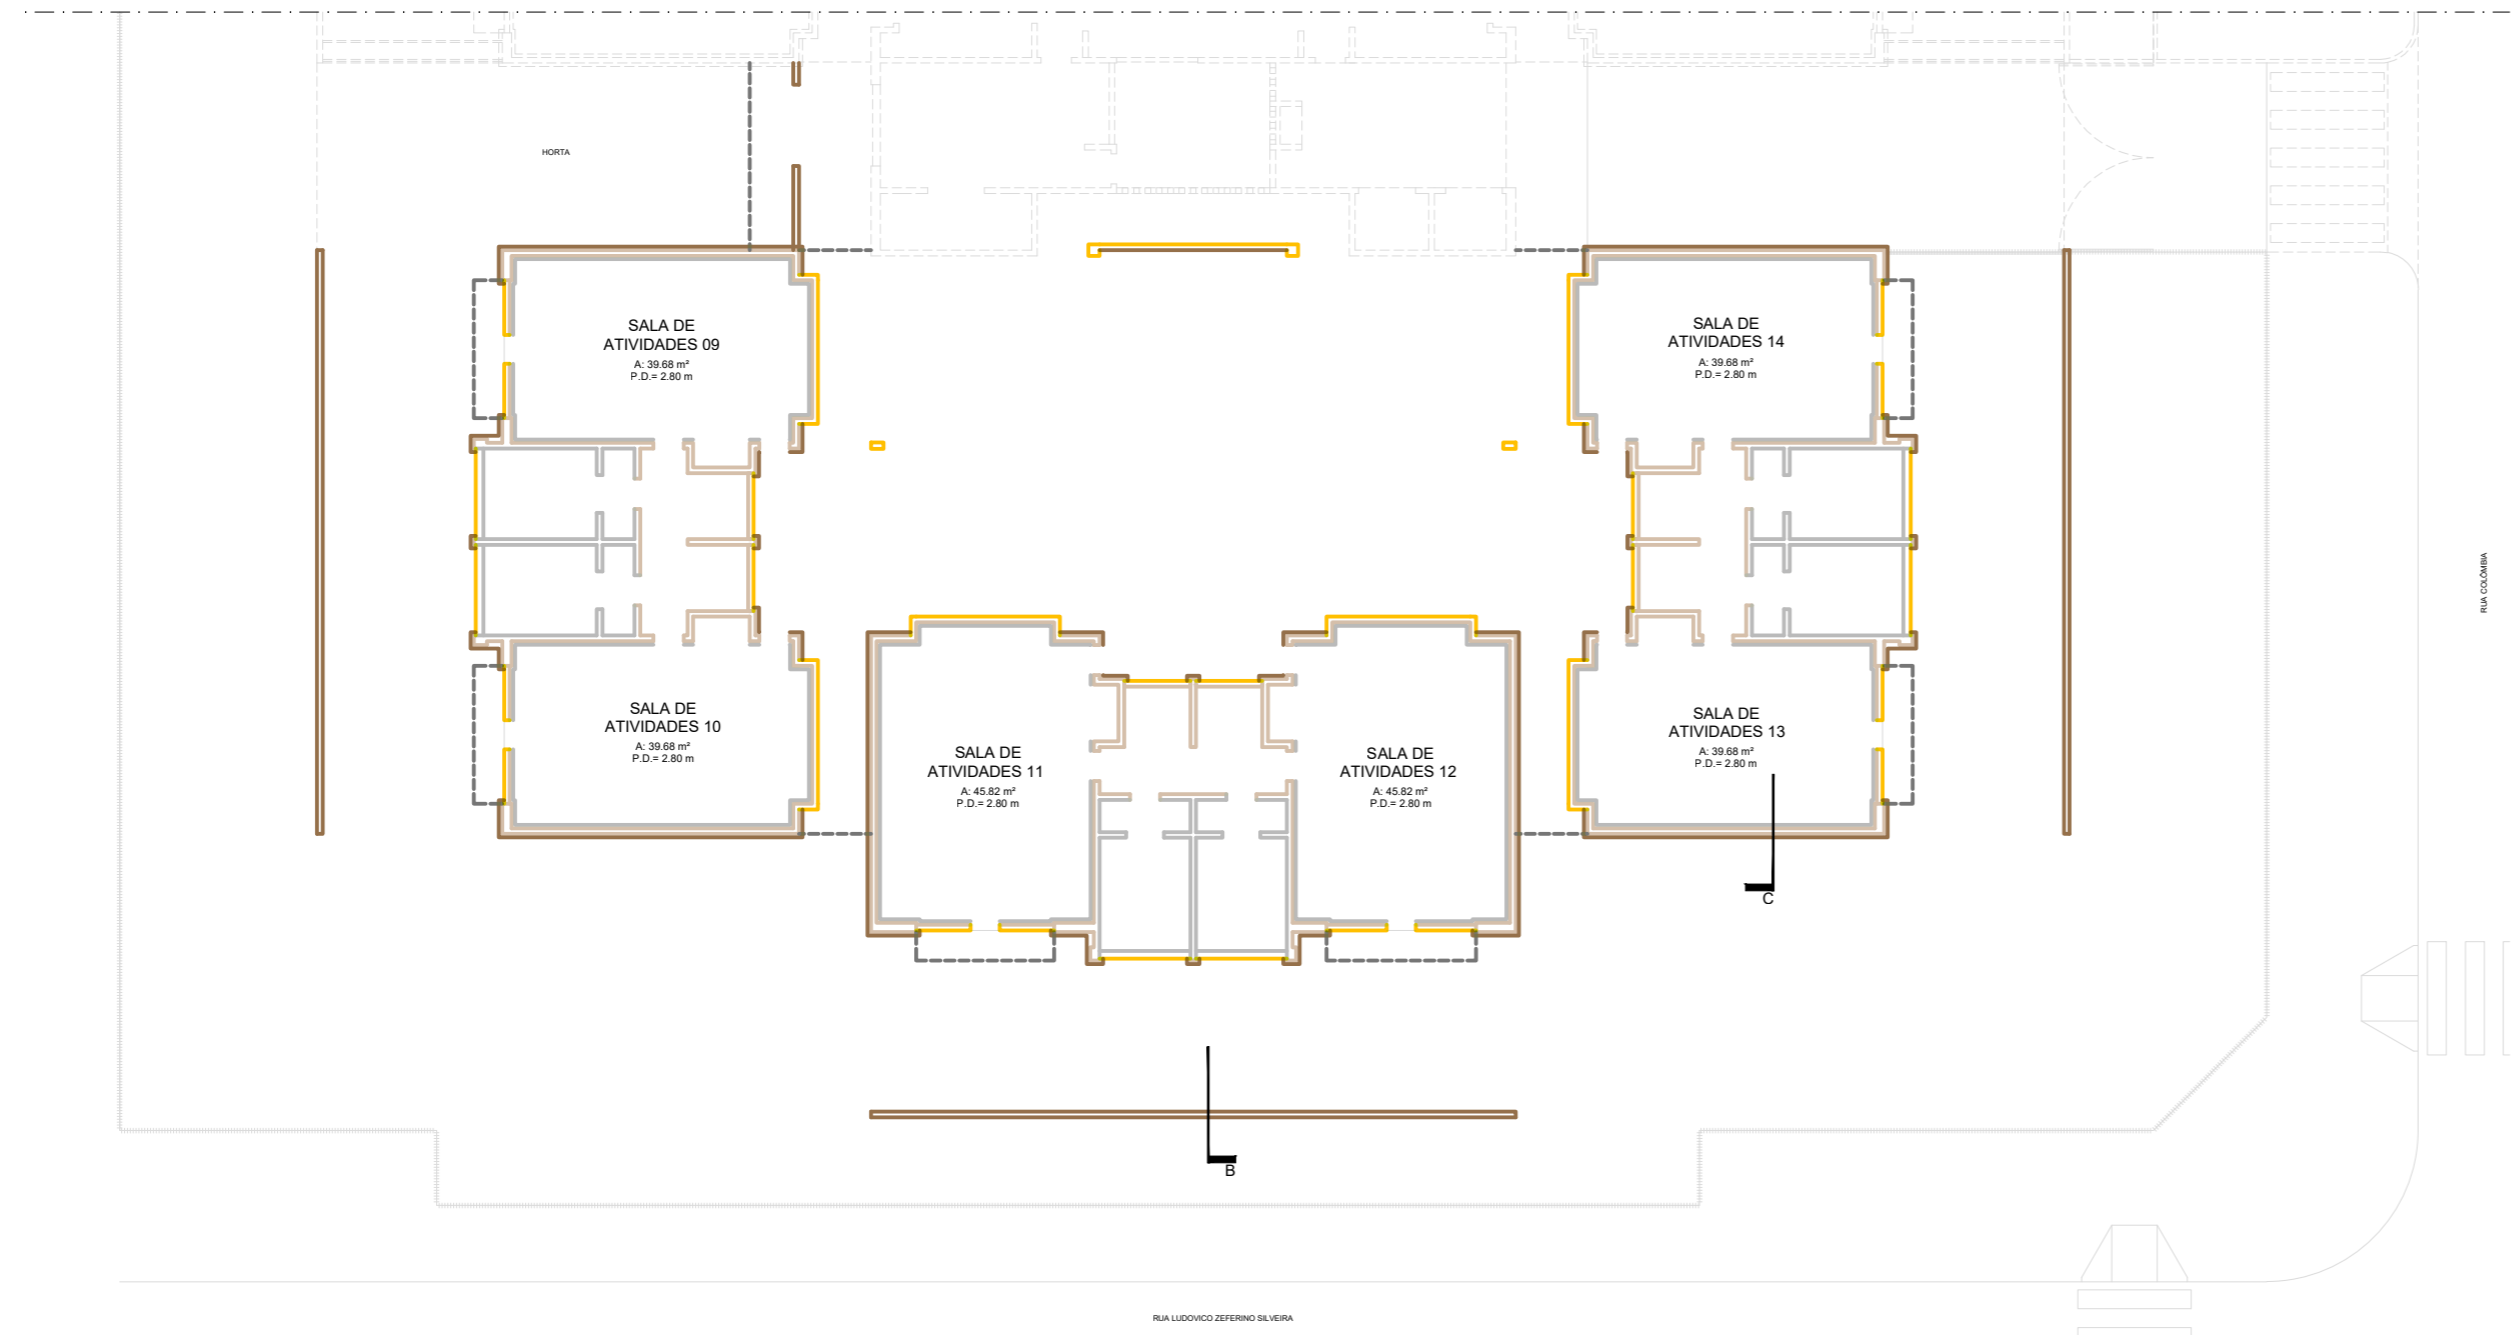 HORTA
SALA DE
ATIVIDADES 09
A: 39.68 m²
P.D.= 2.80 m
SALA DE
ATIVIDADES 14
A: 39.68 m²
P.D.= 2.80 m
RUA COLÔMBIA
SALA DE
ATIVIDADES 10
A: 39.68 m²
P.D.= 2.80 m
SALA DE
ATIVIDADES 11
A: 45.82 m²
P.D.= 2.80 m
SALA DE
ATIVIDADES 12
A: 45.82 m²
P.D.= 2.80 m
SALA DE
ATIVIDADES 13
A: 39.68 m²
P.D.= 2.80 m
C
B
RUA LUDOVICO ZEFERINO SILVEIRA